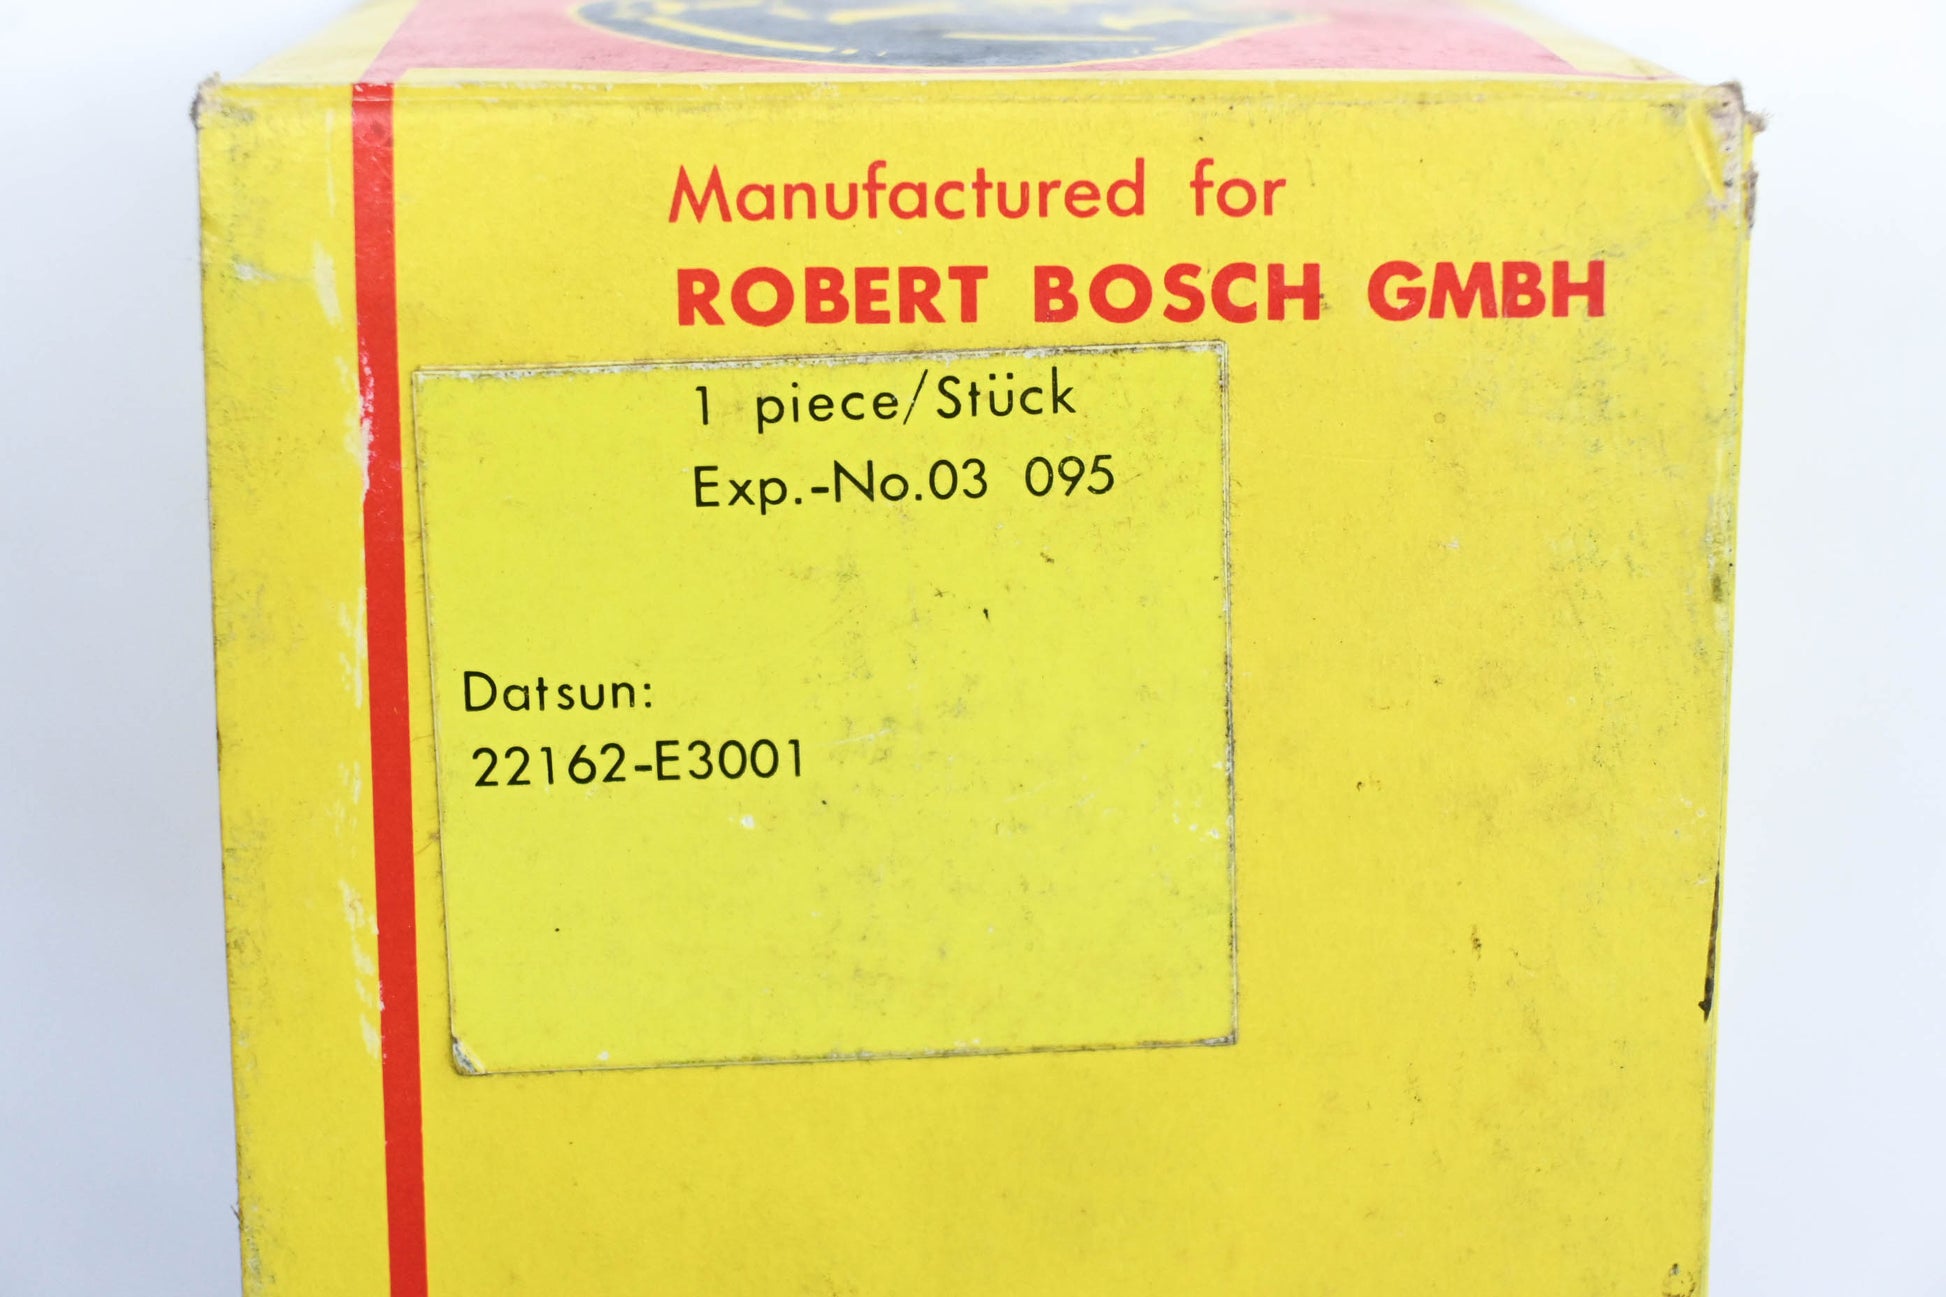 Manufactured for
ROBERT BOSCH GMBH
1 piece/Stück
Exp.-No.03 095
Datsun:
22162-E3001